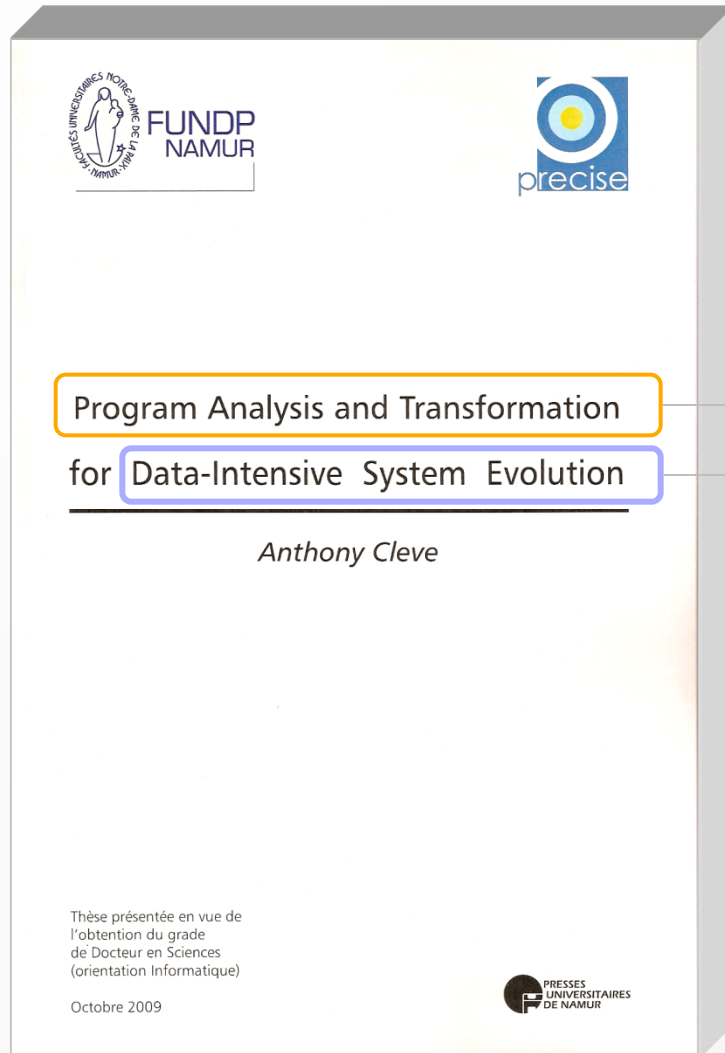 FACULTÉS UNIVERSITAIRES NOTRE-DAME DE LA PAIX
NAMUR
FUNDP
NAMUR
precise
Program Analysis and Transformation
for Data-Intensive System Evolution
Anthony Cleve
Thèse présentée en vue de
l'obtention du grade
de Docteur en Sciences
(orientation Informatique)
Octobre 2009
PRESSES
UNIVERSITAIRES
DE NAMUR